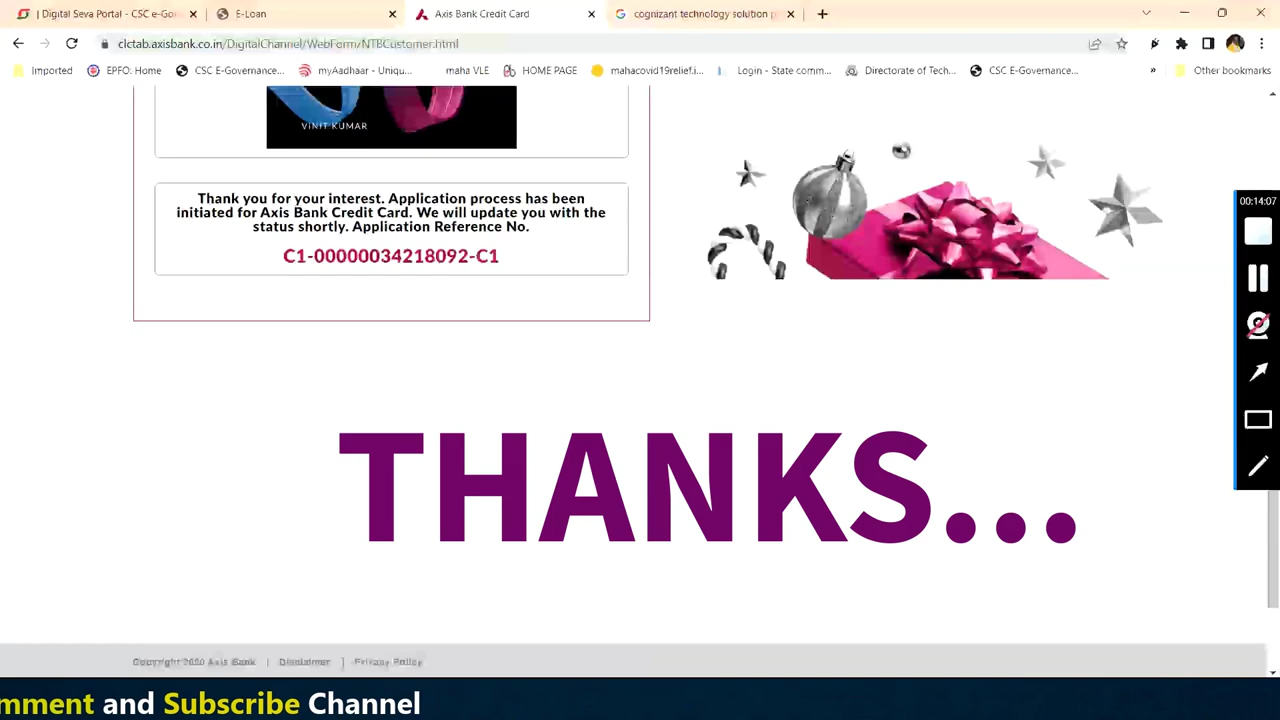 | Digital Seva Portal - CSC e-Go
E-Loan
Axis Bank Credit Card
cognizant technology solution p
clctab.axisbank.co.in/DigitalChannel/WebForm/NTBCustomer.html
Imported
EPFO: Home
CSC E-Governance...
myAadhaar - Uniqu...
maha VLE
HOME PAGE
mahacovid19relief.i...
Login - State comm...
Directorate of Tech...
CSC E-Governance...
»
Other bookmarks
VINIT KUMAR
Thank you for your interest. Application process has been
initiated for Axis Bank Credit Card. We will update you with the
status shortly. Application Reference No.
C1-00000034218092-C1
00:14:07
THANKS...
Copyright 2020 Axis Bank | Disclaimer | Privacy Policy
mment and Subscribe Channel